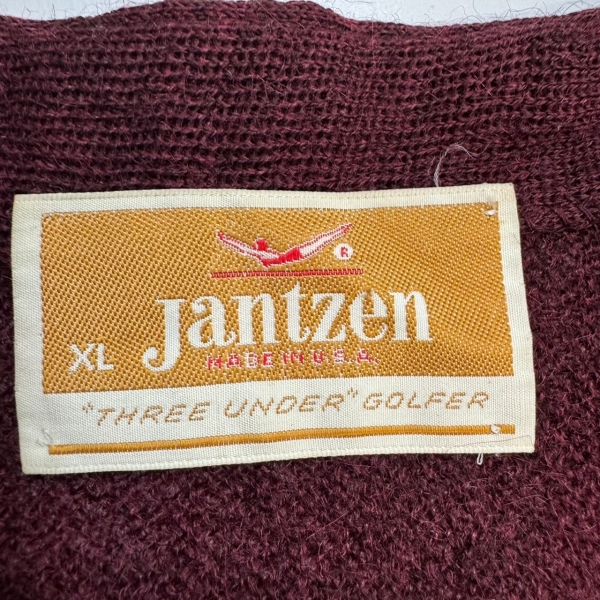 ®
Jantzen
XL
MADE IN U.S.A.
"THREE UNDER" GOLFER